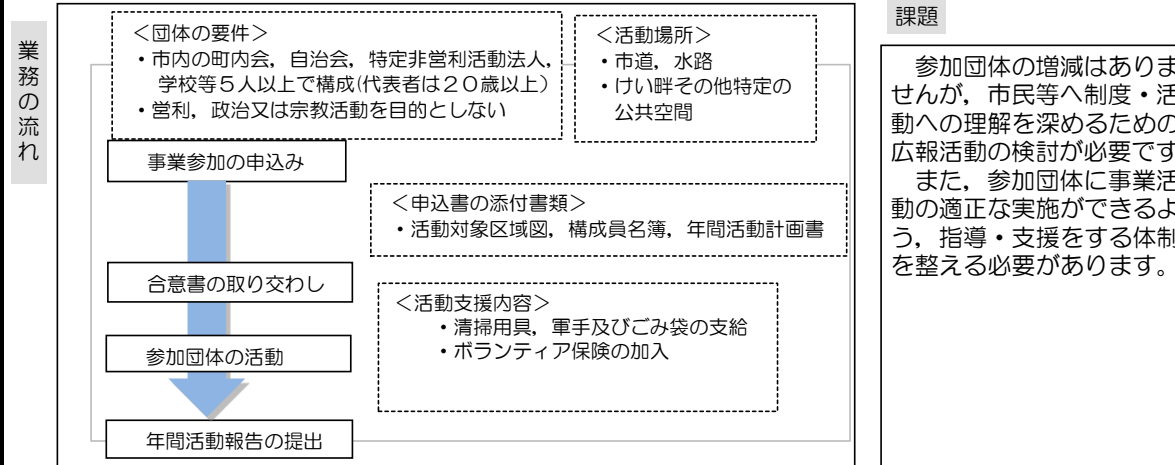 業務の流れ
＜団体の要件＞
・市内の町内会，自治会，特定非営利活動法人，
学校等５人以上で構成(代表者は２０歳以上）
・営利，政治又は宗教活動を目的としない
＜活動場所＞
・市道，水路
・けい畔その他特定の
公共空間
事業参加の申込み
＜申込書の添付書類＞
・活動対象区域図，構成員名簿，年間活動計画書
合意書の取り交わし
＜活動支援内容＞
・清掃用具，軍手及びごみ袋の支給
・ボランティア保険の加入
参加団体の活動
年間活動報告の提出
課題
参加団体の増減はありま
せんが，市民等へ制度・活
動への理解を深めるための
広報活動の検討が必要です
また，参加団体に事業活
動の適正な実施ができるよ
う，指導・支援をする体制
を整える必要があります。